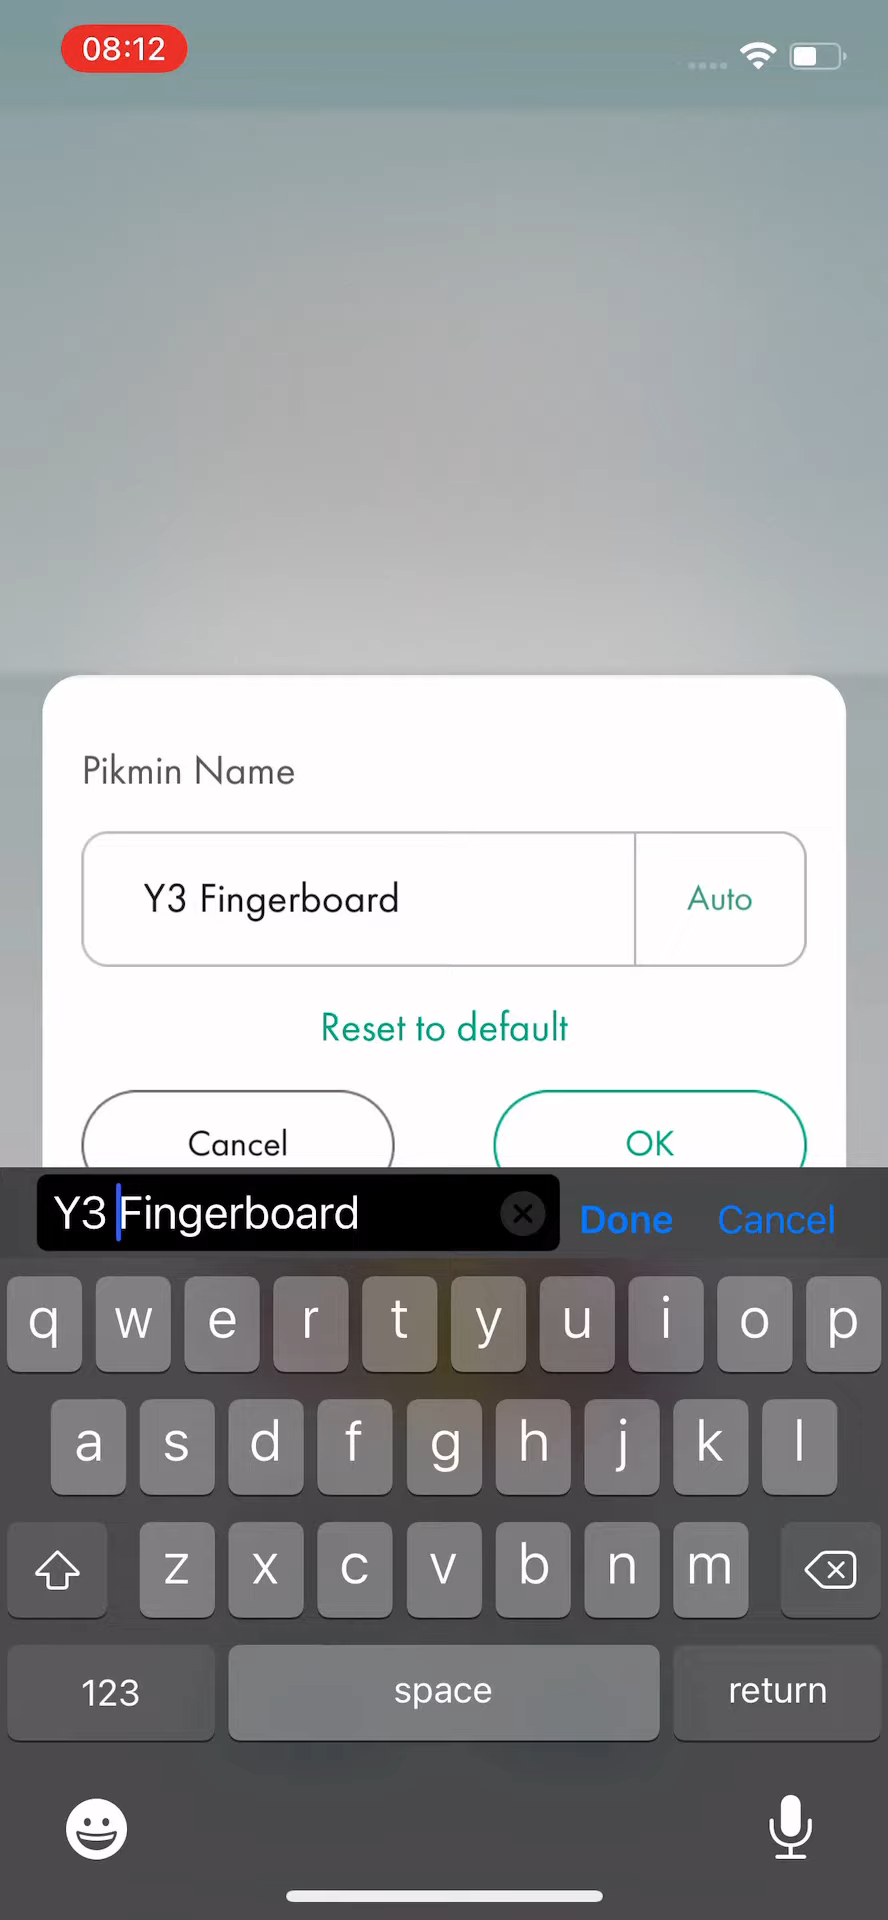 08:12
Pikmin Name
Y3 Fingerboard
Auto
Reset to default
Cancel
OK
Y3 Fingerboard
Done
Cancel
q w e r t y u i o p
a s d f g h j k l
z x c v b n m
123
space
return